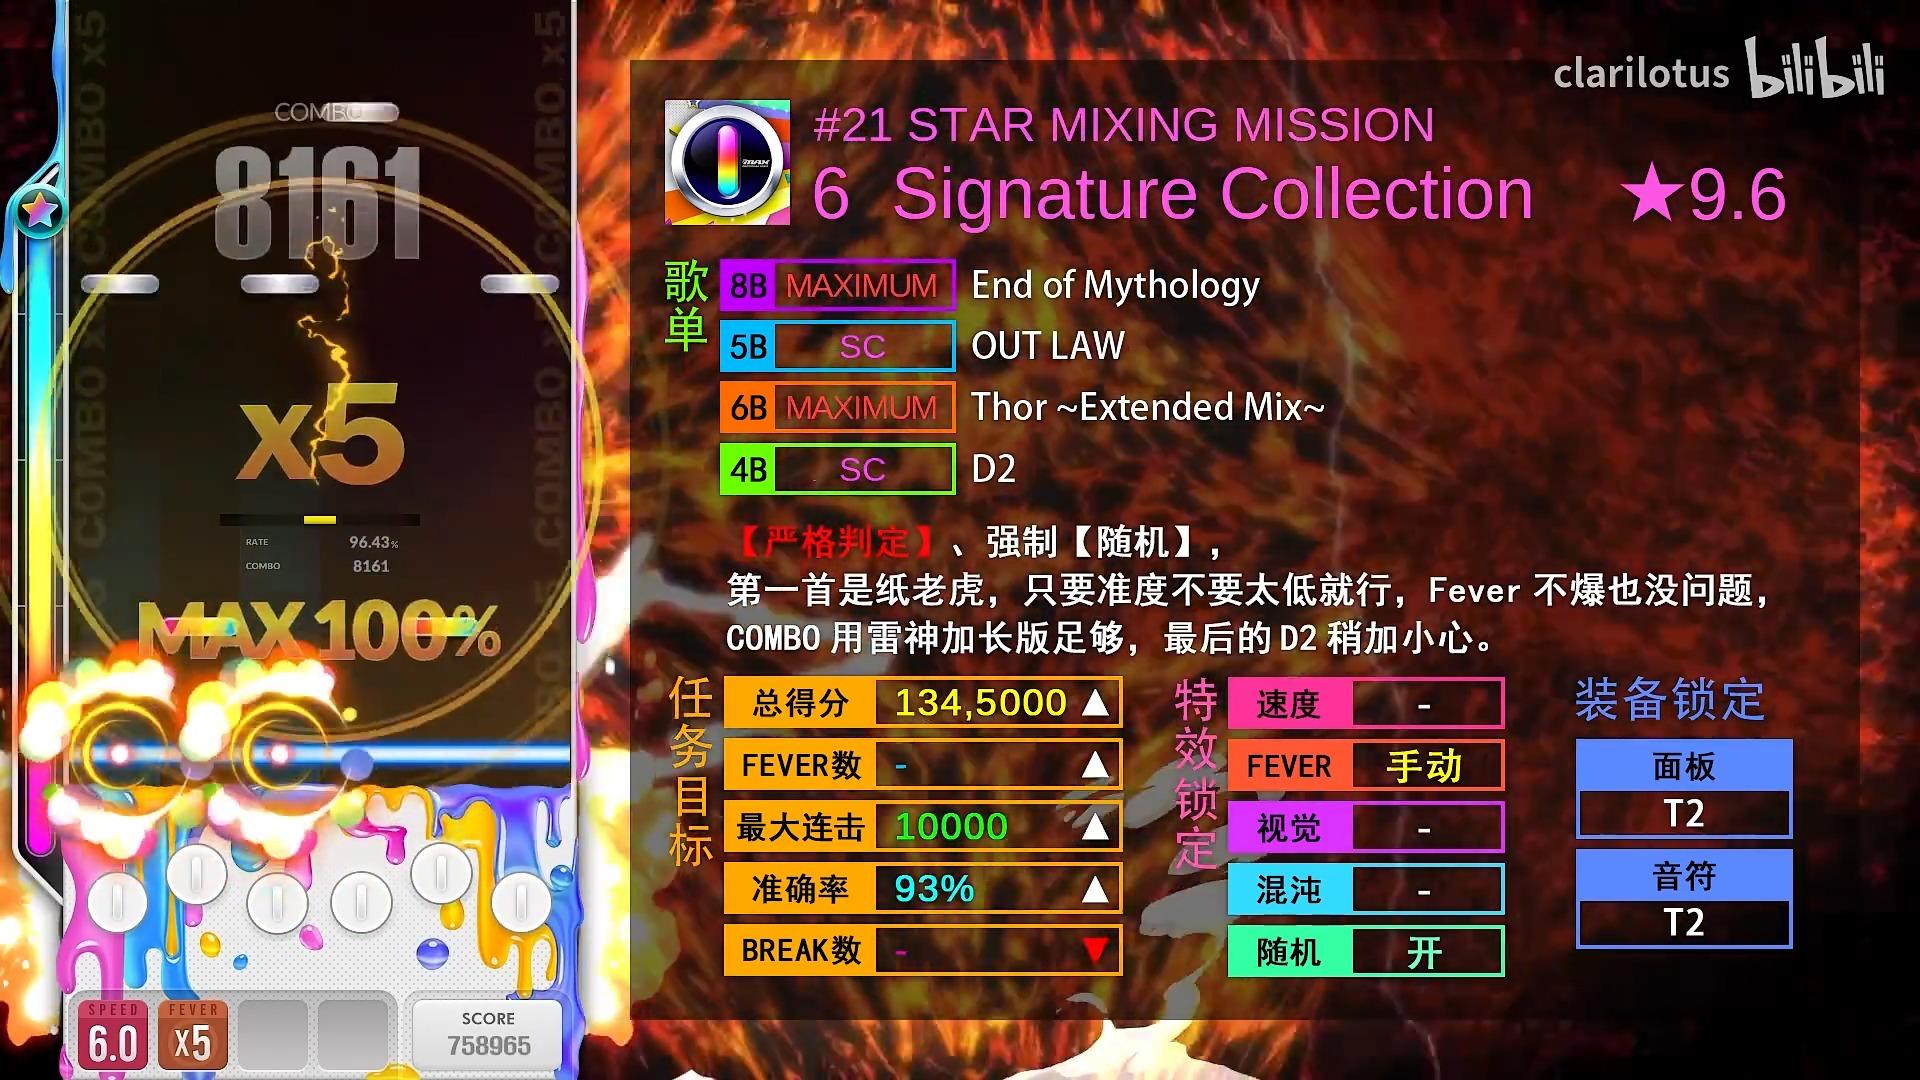 clarilotus bilibili
COMBO
8161
x5
RATE 96.43%
COMBO 8161
MAX 100%
SPEED
6.0
FEVER
x5
SCORE
758965
#21 STAR MIXING MISSION
6 Signature Collection ★9.6
歌单
8B MAXIMUM End of Mythology
5B SC OUT LAW
6B MAXIMUM Thor ~Extended Mix~
4B SC D2
【严格判定】、强制【随机】,
第一首是纸老虎，只要准度不要太低就行，Fever 不爆也没问题，
COMBO 用雷神加长版足够，最后的 D2 稍加小心。
任务目标
总得分 134,5000 ▲
FEVER数 - ▲
最大连击 10000 ▲
准确率 93% ▲
BREAK数 - ▼
特效锁定
速度 -
FEVER 手动
视觉 -
混沌 -
随机 开
装备锁定
面板
T2
音符
T2